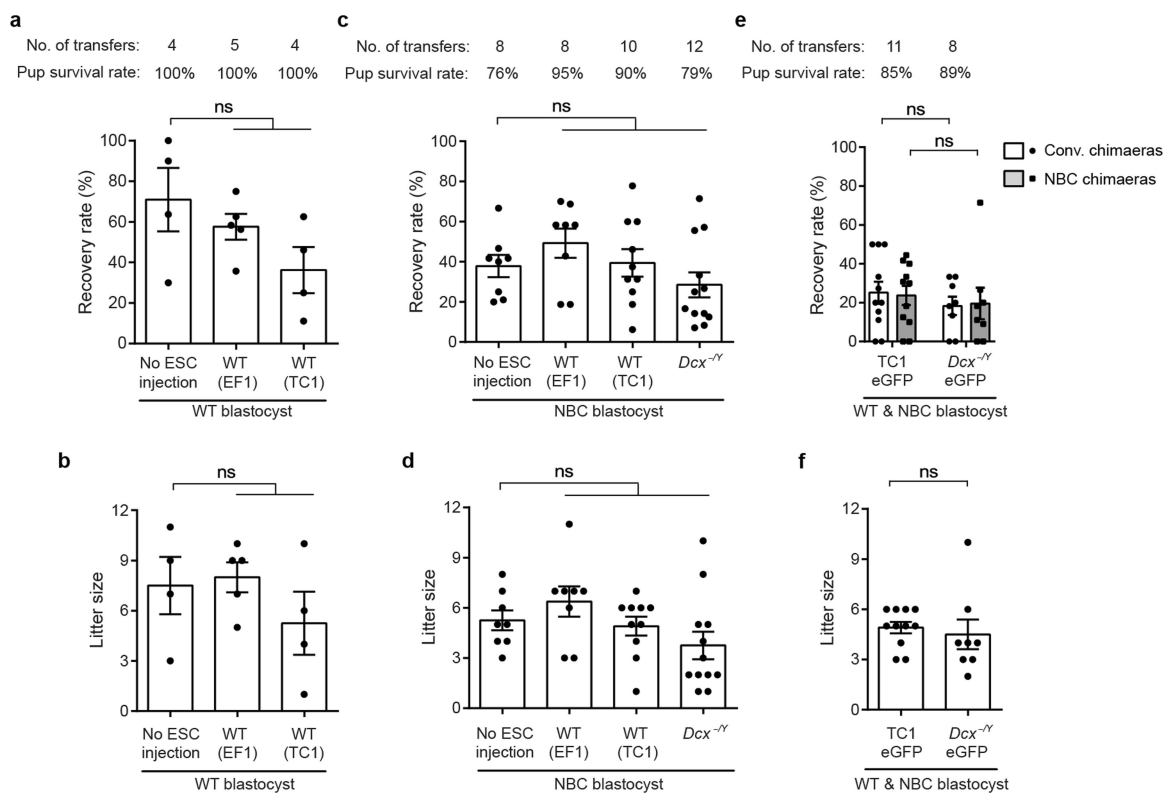 a
No. of transfers: 4 5 4
Pup survival rate: 100% 100% 100%
ns
Recovery rate (%)
100
80
60
40
20
0
No ESC injection
WT (EF1)
WT (TC1)
WT blastocyst
c
No. of transfers: 8 8 10 12
Pup survival rate: 76% 95% 90% 79%
ns
Recovery rate (%)
100
80
60
40
20
0
No ESC injection
WT (EF1)
WT (TC1)
Dcx⁻/ʸ
NBC blastocyst
e
No. of transfers: 11 8
Pup survival rate: 85% 89%
ns
ns
Conv. chimaeras
NBC chimaeras
Recovery rate (%)
100
80
60
40
20
0
TC1 eGFP
Dcx⁻/ʸ eGFP
WT & NBC blastocyst
b
ns
Litter size
12
9
6
3
0
No ESC injection
WT (EF1)
WT (TC1)
WT blastocyst
d
ns
Litter size
12
9
6
3
0
No ESC injection
WT (EF1)
WT (TC1)
Dcx⁻/ʸ
NBC blastocyst
f
ns
Litter size
12
9
6
3
0
TC1 eGFP
Dcx⁻/ʸ eGFP
WT & NBC blastocyst